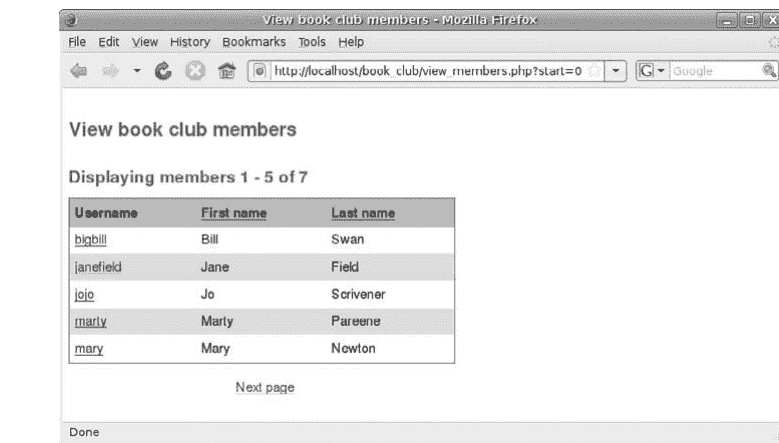 View book club members - Mozilla Firefox
File Edit View History Bookmarks Tools Help
http://localhost/book_club/view_members.php?start=0 G Google
View book club members
Displaying members 1 - 5 of 7
Username First name Last name
bigbill Bill Swan
janefield Jane Field
jojo Jo Scrivener
marty Marty Pareene
mary Mary Newton
Next page
Done